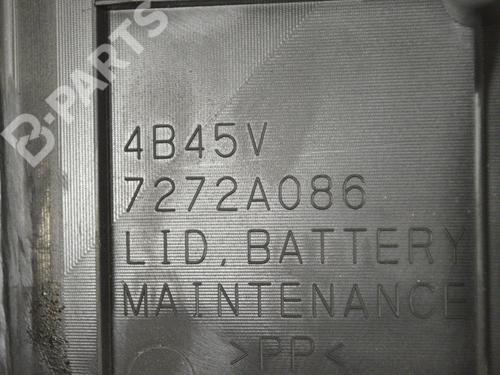 B-PARTS
4B45V
7272A086
LID, BATTERY
MAINTENANCE
>PP<